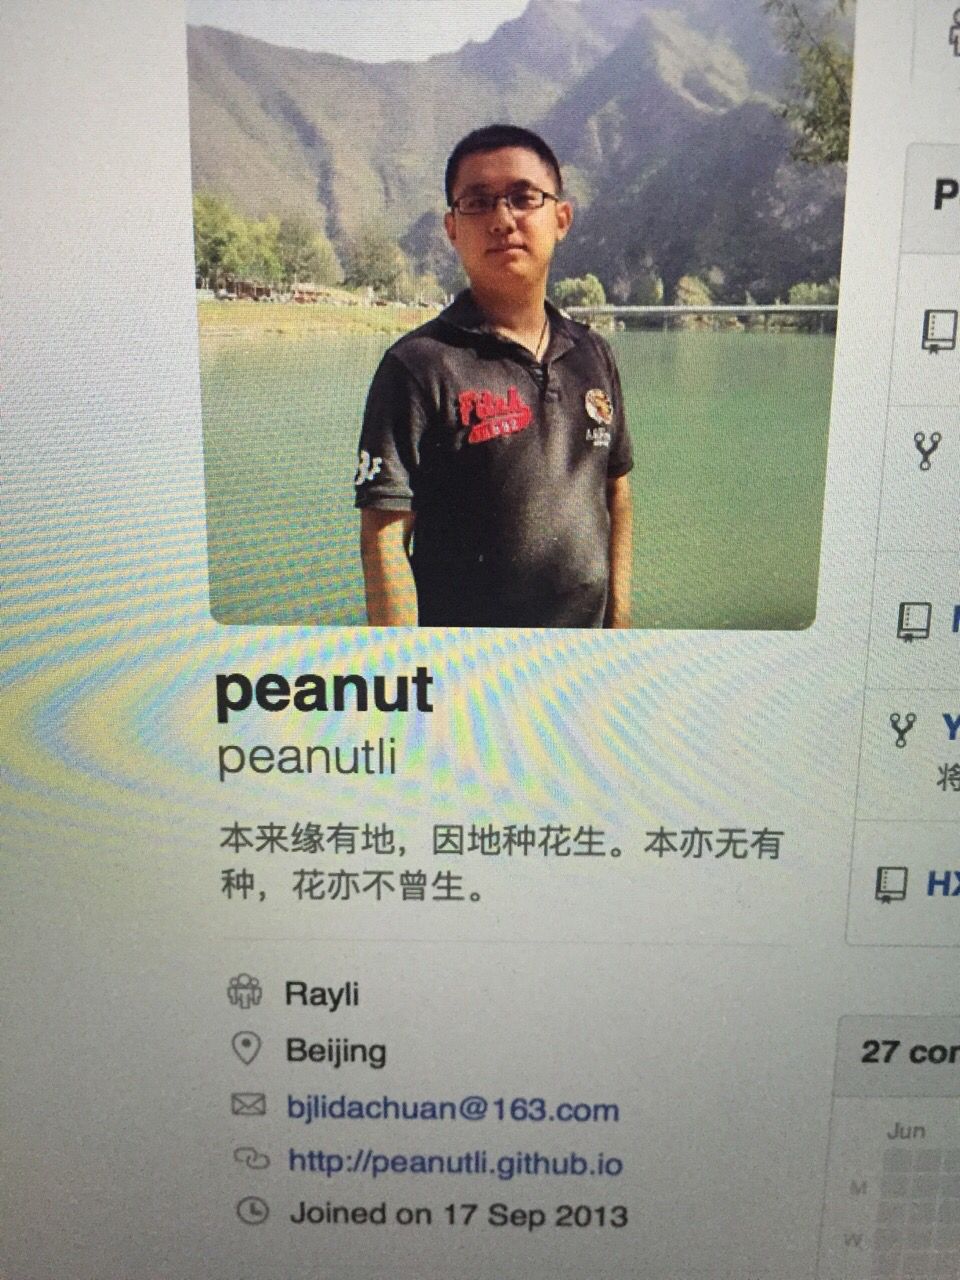 peanut
peanutli
本来缘有地，因地种花生。本亦无有
种，花亦不曾生。
Rayli
Beijing
bjlidachuan@163.com
http://peanutli.github.io
Joined on 17 Sep 2013
P
Y
将
HX
27 con
Jun
M
W